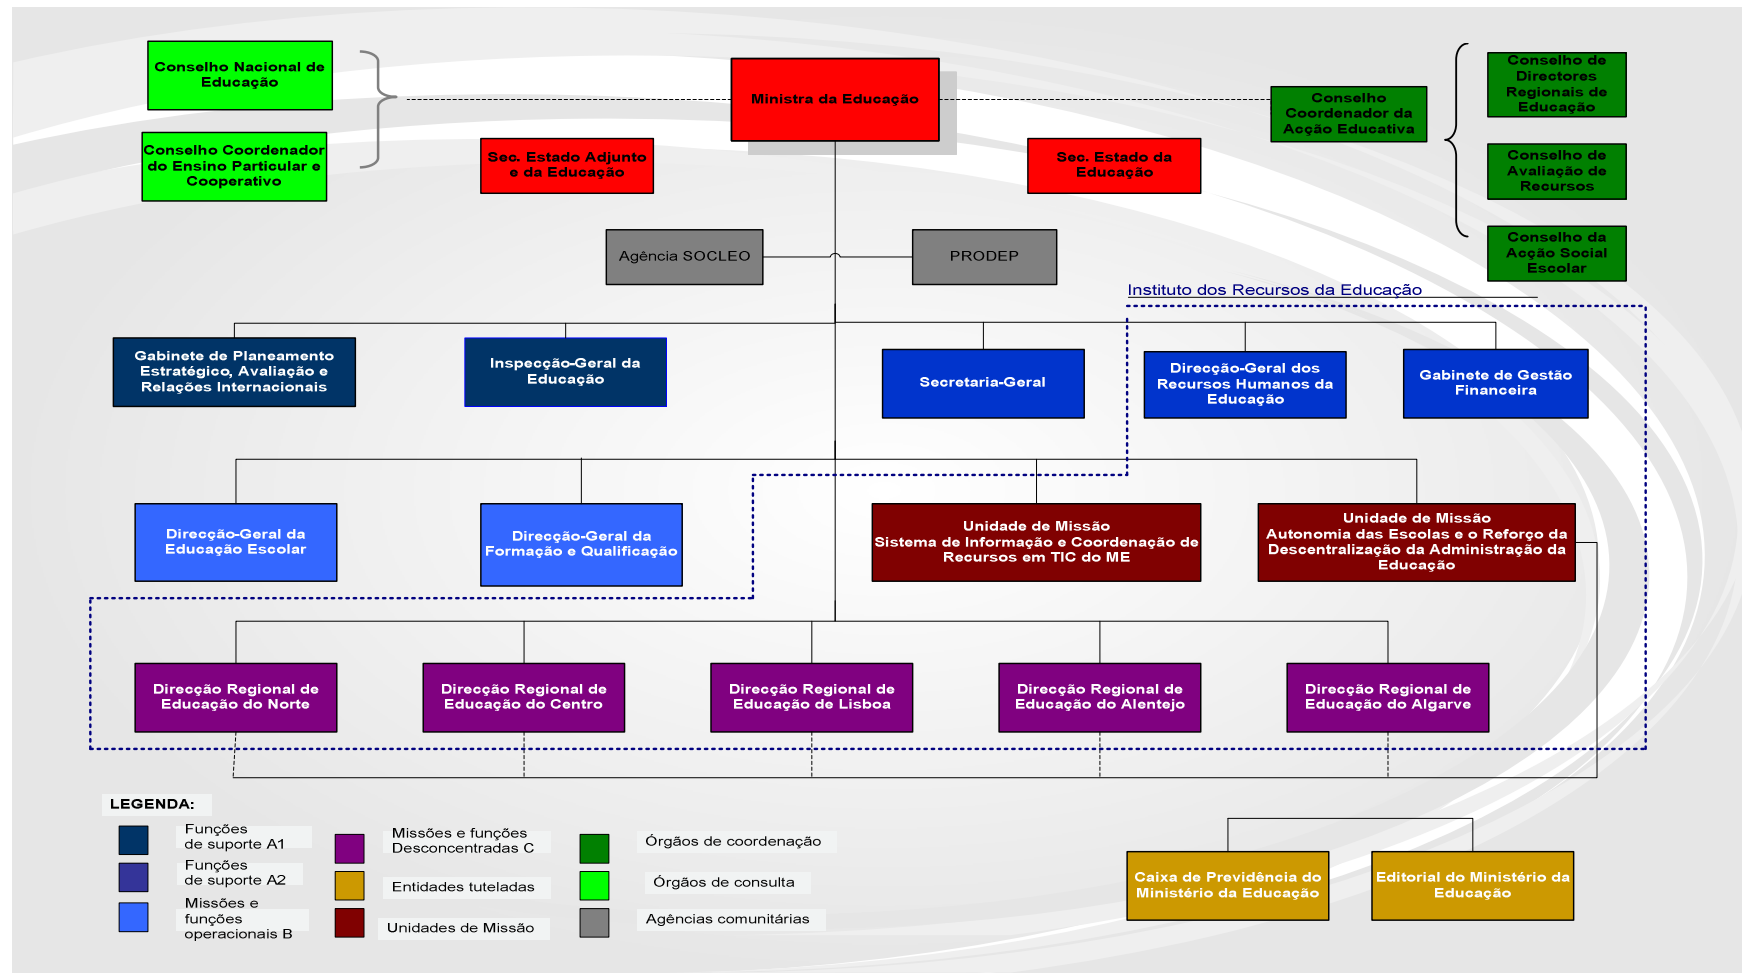 Conselho Nacional de
Educação
Conselho Coordenador
do Ensino Particular e
Cooperativo
Ministra da Educação
Sec. Estado Adjunto
e da Educação
Sec. Estado da
Educação
Conselho
Coordenador da
Acção Educativa
Conselho de
Directores
Regionais de
Educação
Conselho de
Avaliação de
Recursos
Conselho da
Acção Social
Escolar
Agência SOCLEO
PRODEP
Instituto dos Recursos da Educação
Gabinete de Planeamento
Estratégico, Avaliação e
Relações Internacionais
Inspecção-Geral da
Educação
Secretaria-Geral
Direcção-Geral dos
Recursos Humanos da
Educação
Gabinete de Gestão
Financeira
Direcção-Geral da
Educação Escolar
Direcção-Geral da
Formação e Qualificação
Unidade de Missão
Sistema de Informação e Coordenação de
Recursos em TIC do ME
Unidade de Missão
Autonomia das Escolas e o Reforço da
Descentralização da Administração da
Educação
Direcção Regional de
Educação do Norte
Direcção Regional de
Educação do Centro
Direcção Regional de
Educação de Lisboa
Direcção Regional de
Educação do Alentejo
Direcção Regional de
Educação do Algarve
LEGENDA:
Funções
de suporte A1
Funções
de suporte A2
Missões e
funções
operacionais B
Missões e funções
Desconcentradas C
Entidades tuteladas
Unidades de Missão
Órgãos de coordenação
Órgãos de consulta
Agências comunitárias
Caixa de Previdência do
Ministério da Educação
Editorial do Ministério da
Educação